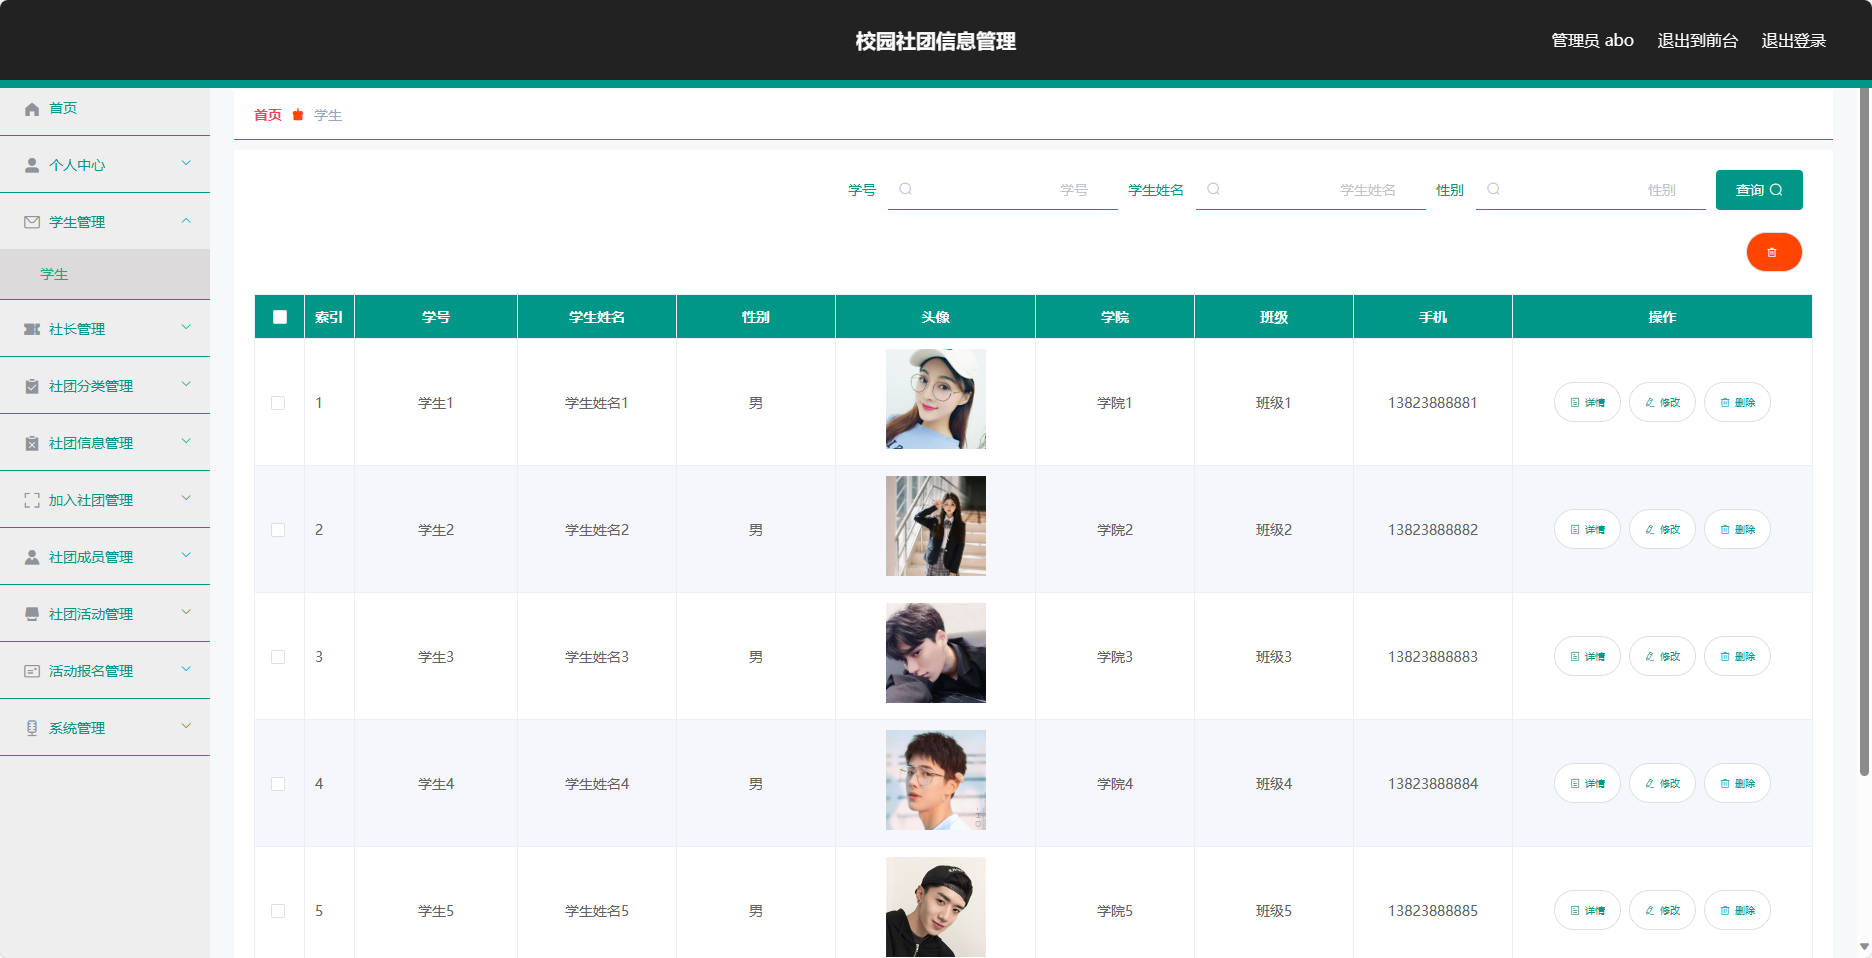 校园社团信息管理
管理员 abo 退出到前台 退出登录
首页
个人中心
学生管理
学生
社长管理
社团分类管理
社团信息管理
加入社团管理
社团成员管理
社团活动管理
活动报名管理
系统管理
首页 学生
学号 学号 学生姓名 学生姓名 性别 性别 查询
索引 学号 学生姓名 性别 头像 学院 班级 手机 操作
1 学生1 学生姓名1 男 学院1 班级1 13823888881 详情 修改 删除
2 学生2 学生姓名2 男 学院2 班级2 13823888882 详情 修改 删除
3 学生3 学生姓名3 男 学院3 班级3 13823888883 详情 修改 删除
4 学生4 学生姓名4 男 学院4 班级4 13823888884 详情 修改 删除
5 学生5 学生姓名5 男 学院5 班级5 13823888885 详情 修改 删除